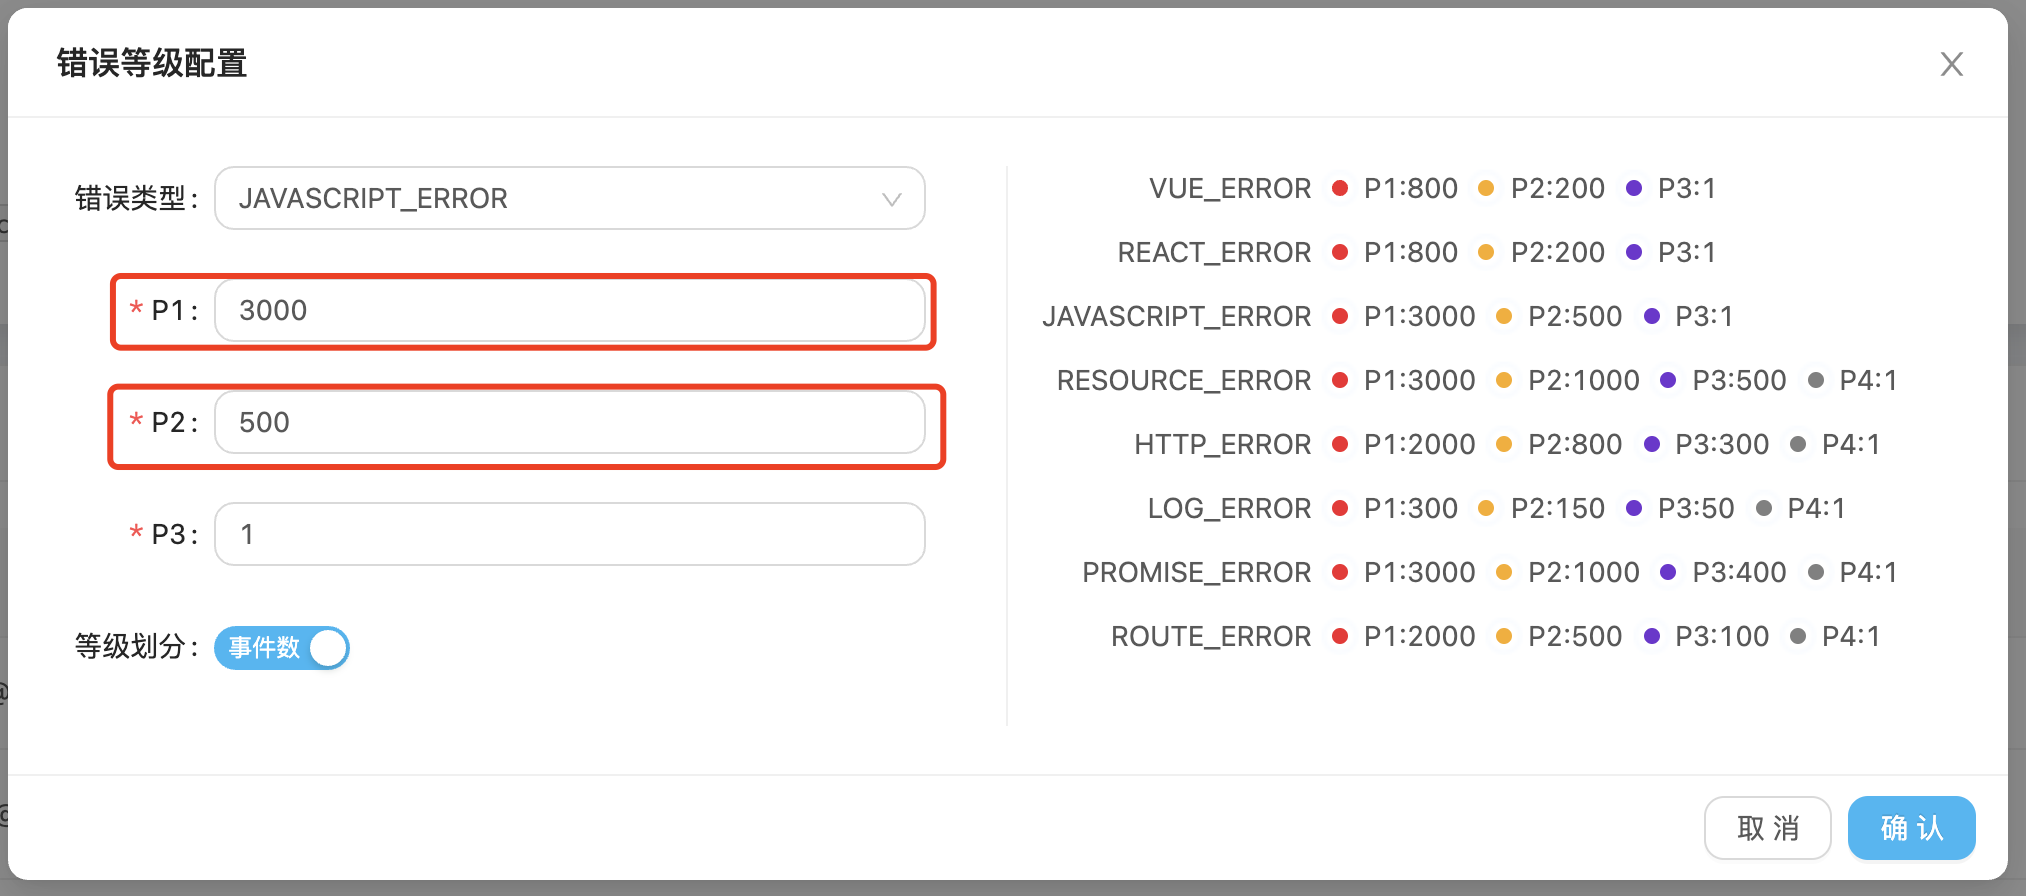 错误等级配置
错误类型: JAVASCRIPT_ERROR
* P1: 3000
* P2: 500
* P3: 1
等级划分: 事件数
VUE_ERROR P1:800 P2:200 P3:1
REACT_ERROR P1:800 P2:200 P3:1
JAVASCRIPT_ERROR P1:3000 P2:500 P3:1
RESOURCE_ERROR P1:3000 P2:1000 P3:500 P4:1
HTTP_ERROR P1:2000 P2:800 P3:300 P4:1
LOG_ERROR P1:300 P2:150 P3:50 P4:1
PROMISE_ERROR P1:3000 P2:1000 P3:400 P4:1
ROUTE_ERROR P1:2000 P2:500 P3:100 P4:1
取 消
确 认